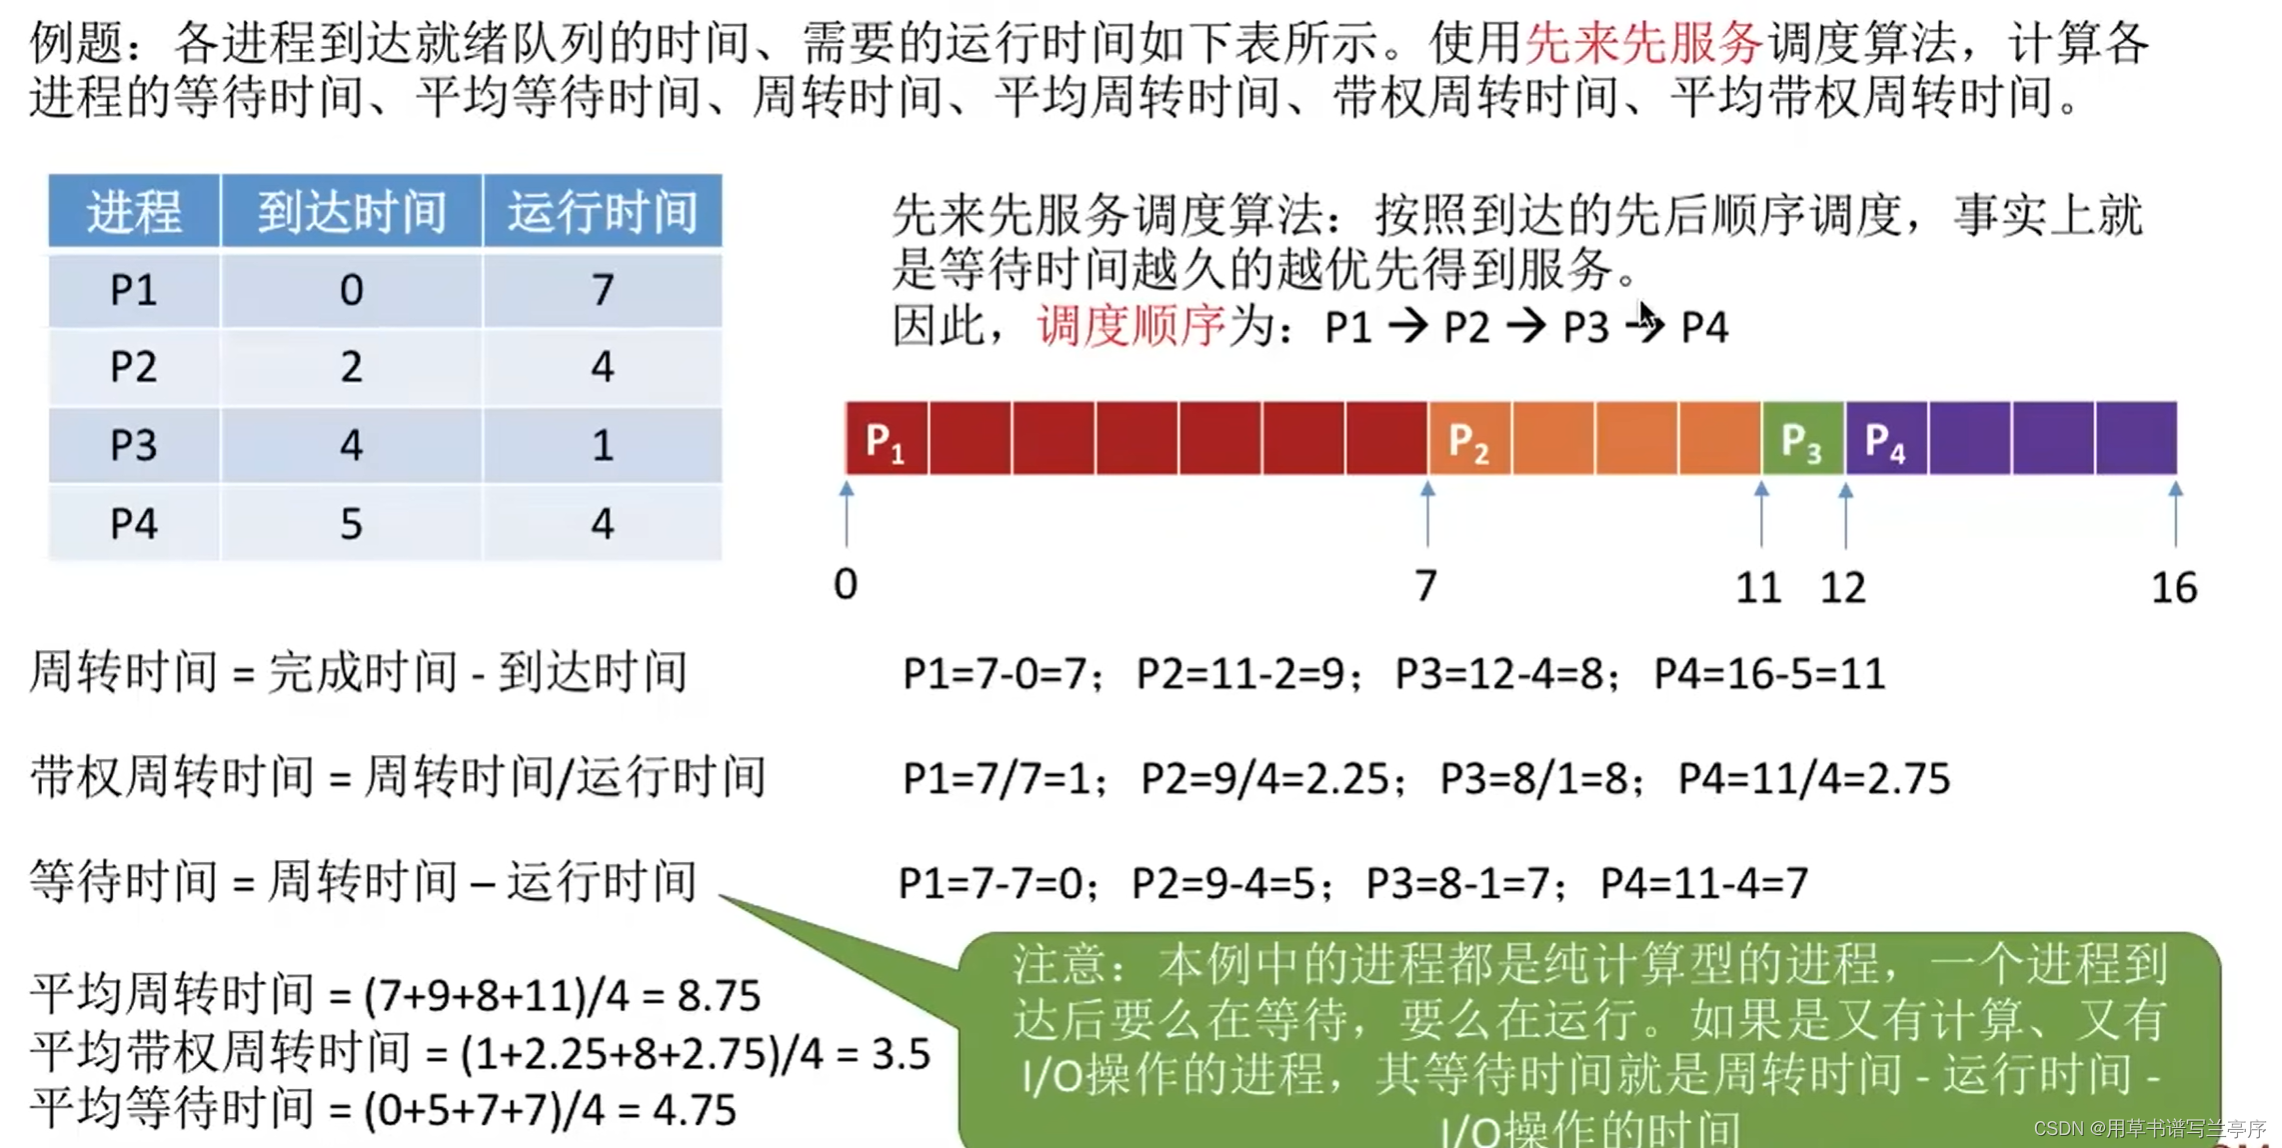 例题：各进程到达就绪队列的时间、需要的运行时间如下表所示。使用先来先服务调度算法，计算各
进程的等待时间、平均等待时间、周转时间、平均周转时间、带权周转时间、平均带权周转时间。
进程 到达时间 运行时间
P1 0 7
P2 2 4
P3 4 1
P4 5 4
先来先服务调度算法：按照到达的先后顺序调度，事实上就
是等待时间越久的越优先得到服务。
因此，调度顺序为：P1 → P2 → P3 → P4
P1 P2 P3 P4
0 7 11 12 16
周转时间 = 完成时间 - 到达时间
P1=7-0=7；P2=11-2=9；P3=12-4=8；P4=16-5=11
带权周转时间 = 周转时间/运行时间
P1=7/7=1；P2=9/4=2.25；P3=8/1=8；P4=11/4=2.75
等待时间 = 周转时间 – 运行时间
P1=7-7=0；P2=9-4=5；P3=8-1=7；P4=11-4=7
平均周转时间 = (7+9+8+11)/4 = 8.75
平均带权周转时间 = (1+2.25+8+2.75)/4 = 3.5
平均等待时间 = (0+5+7+7)/4 = 4.75
注意：本例中的进程都是纯计算型的进程，一个进程到
达后要么在等待，要么在运行。如果是又有计算、又有
I/O操作的进程，其等待时间就是周转时间 - 运行时间 -
I/O操作的时间
CSDN @用草书谱写兰亭序